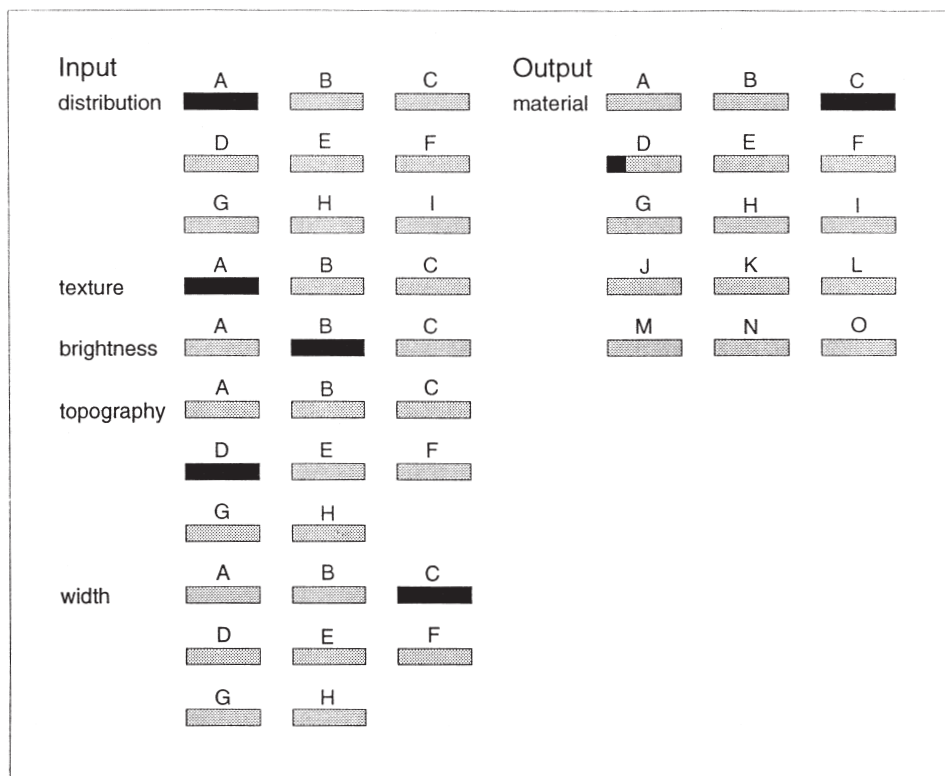 Input
A B C
distribution
D E F
G H I
A B C
texture
A B C
brightness
A B C
topography
D E F
G H
A B C
width
D E F
G H
Output
A B C
material
D E F
G H I
J K L
M N O